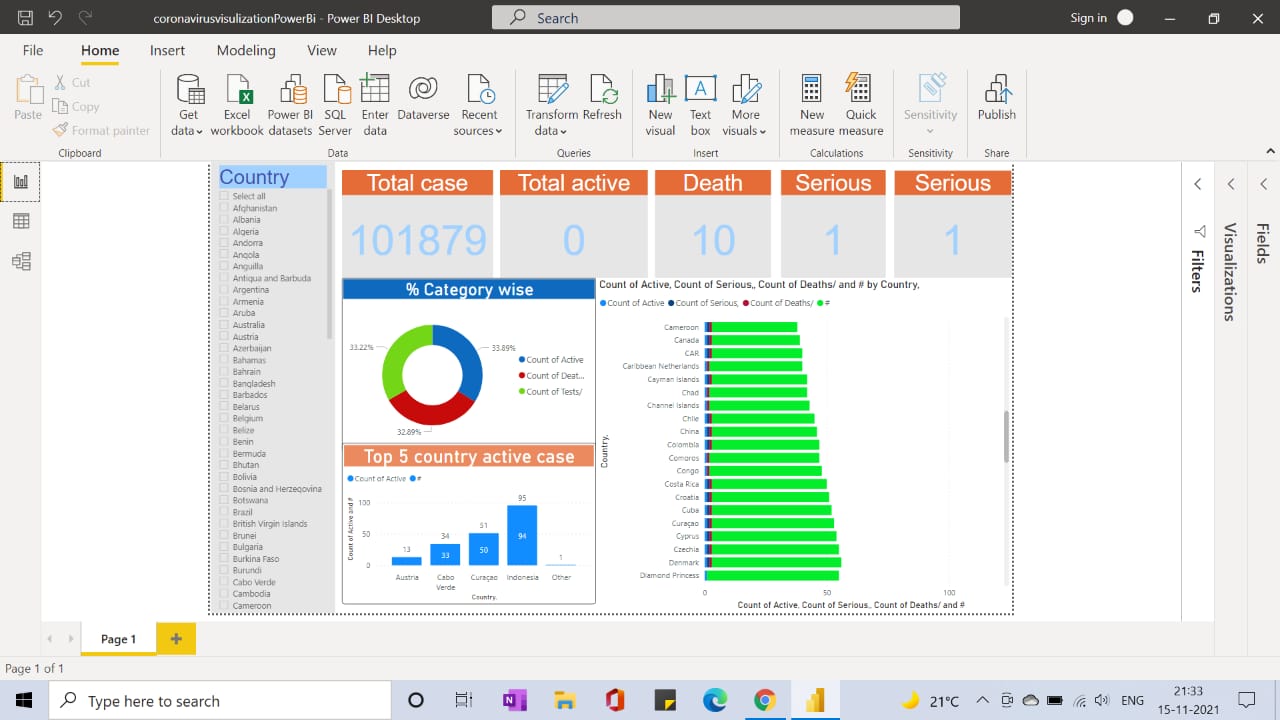 coronavirusvisulizationPowerBi - Power BI Desktop
Search
Sign in
File Home Insert Modeling View Help
Paste
Cut
Copy
Format painter
Clipboard
Get data
Excel workbook
Power BI datasets
SQL Server
Enter data
Dataverse
Recent sources
Data
Transform data
Refresh
Queries
New visual
Text box
More visuals
Insert
New measure
Quick measure
Calculations
Sensitivity
Sensitivity
Publish
Share
Country
Select all
Afghanistan
Albania
Algeria
Andorra
Angola
Anguilla
Antigua and Barbuda
Argentina
Armenia
Aruba
Australia
Austria
Azerbaijan
Bahamas
Bahrain
Bangladesh
Barbados
Belarus
Belgium
Belize
Benin
Bermuda
Bhutan
Bolivia
Bosnia and Herzegovina
Botswana
Brazil
British Virgin Islands
Brunei
Bulgaria
Burkina Faso
Burundi
Cabo Verde
Cambodia
Cameroon
Total case
101879
Total active
0
Death
10
Serious
1
Serious
1
% Category wise
33.22%
33.89%
32.89%
Count of Active
Count of Deat...
Count of Tests/
Top 5 country active case
Count of Active #
Count of Active and #
100
50
0
13
34
33
51
50
95
94
1
Austria
Cabo Verde
Curaçao
Indonesia
Other
Country,
Count of Active, Count of Serious,, Count of Deaths/ and # by Country,
Count of Active Count of Serious, Count of Deaths/ #
Country,
Cameroon
Canada
CAR
Caribbean Netherlands
Cayman Islands
Chad
Channel Islands
Chile
China
Colombia
Comoros
Congo
Costa Rica
Croatia
Cuba
Curaçao
Cyprus
Czechia
Denmark
Diamond Princess
0 50 100
Count of Active, Count of Serious,, Count of Deaths/ and #
Filters
Visualizations
Fields
Page 1
Page 1 of 1
Type here to search
21°C
ENG
21:33
15-11-2021